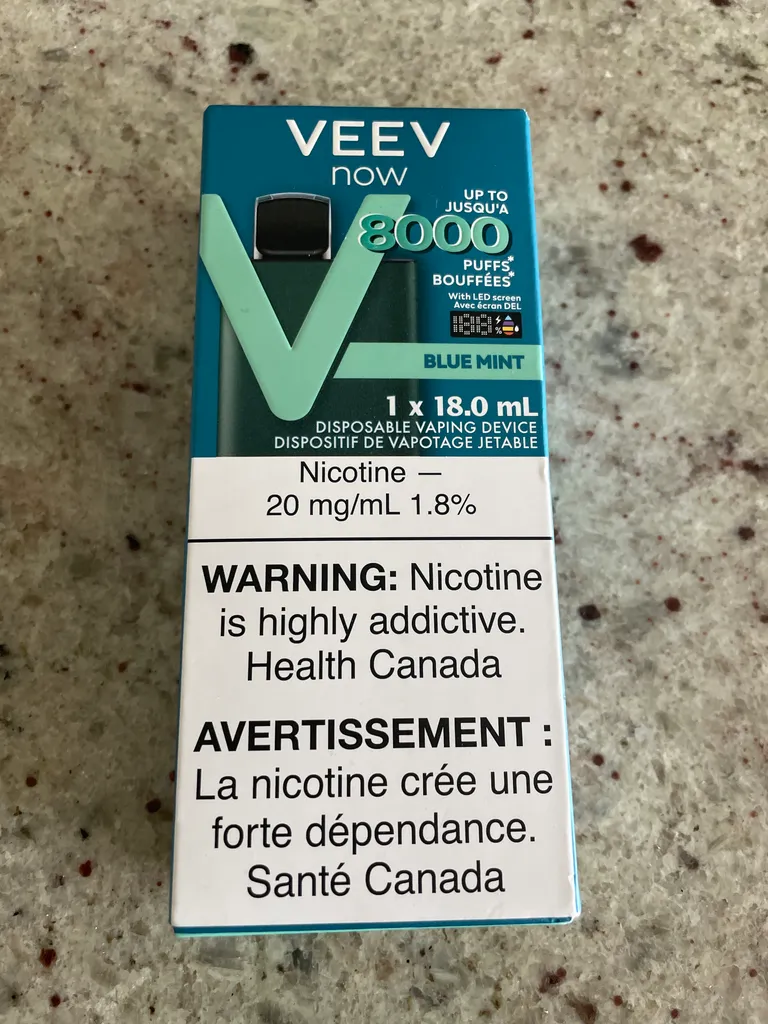 VEEV
now
UP TO
JUSQU'A
8000
PUFFS*
BOUFFÉES*
With LED screen
Avec écran DEL
188 %
BLUE MINT
1 x 18.0 mL
DISPOSABLE VAPING DEVICE
DISPOSITIF DE VAPOTAGE JETABLE
Nicotine —
20 mg/mL 1.8%
WARNING: Nicotine
is highly addictive.
Health Canada
AVERTISSEMENT :
La nicotine crée une
forte dépendance.
Santé Canada